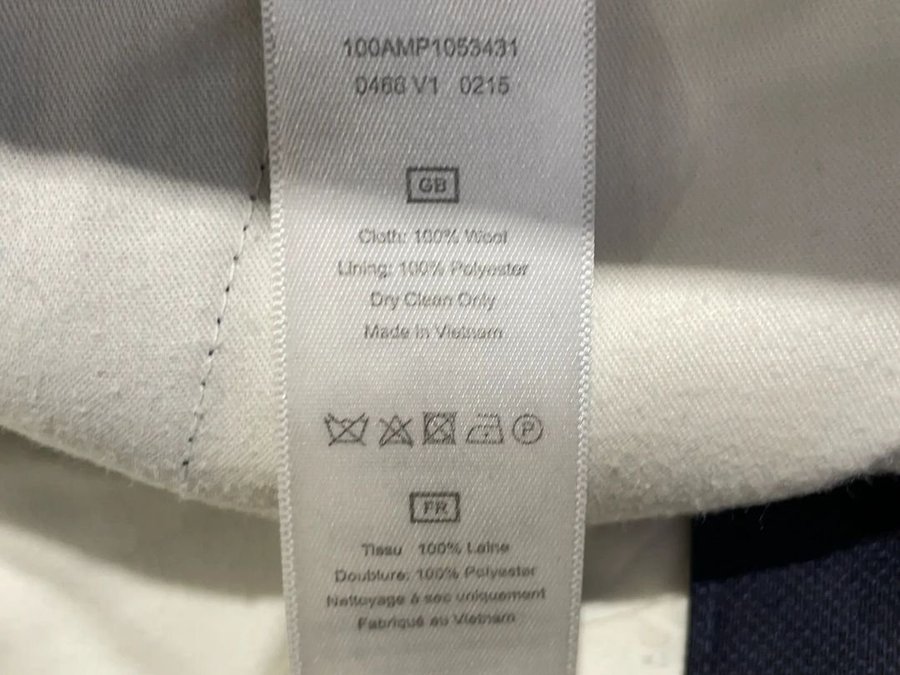 100AMP1053431
0468 V1 0215
GB
Cloth: 100% Wool
Lining: 100% Polyester
Dry Clean Only
Made in Vietnam
P
FR
Tissu 100% Laine
Doublure: 100% Polyester
Nettoyage à sec uniquement
Fabriqué au Vietnam